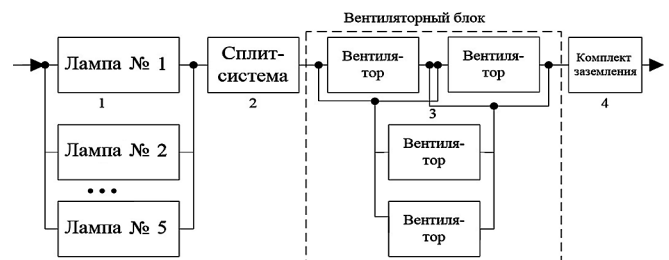 Вентиляторный блок
Лампа № 1
Сплит-
система
Вентиля-
тор
Вентиля-
тор
Комплект
заземления
1
2
3
4
Лампа № 2
Вентиля-
тор
• • •
Лампа № 5
Вентиля-
тор